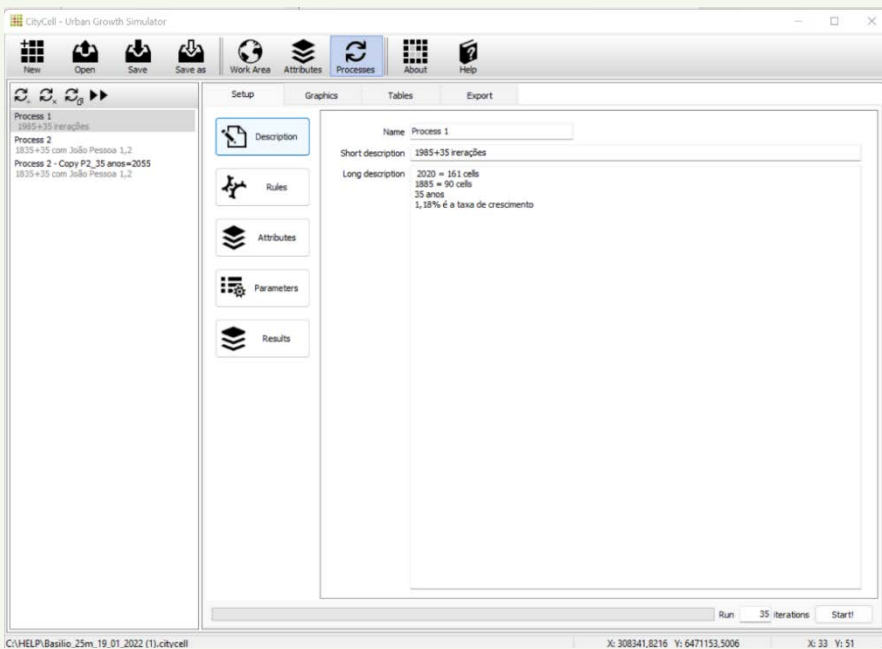 CityCell - Urban Growth Simulator
New Open Save Save as Work Area Attributes Processes About Help
Setup Graphics Tables Export
Process 1
1985+35 irerações
Process 2
1835+35 com João Pessoa 1,2
Process 2 - Copy P2_35 anos=2055
1835+35 com João Pessoa 1,2
Description
Rules
Attributes
Parameters
Results
Name Process 1
Short description 1985+35 irerações
Long description 2020 = 161 cells
1885 = 90 cells
35 anos
1,18% é a taxa de crescimento
Run 35 iterations Start!
C:\HELP\Basilio_25m_19_01_2022 (1).citycell X: 308341,8216 Y: 6471153,5006 X: 33 Y: 51